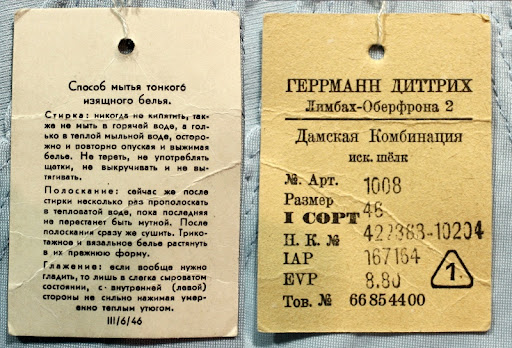 Способ мытья тонкого
изящного белья.
Стирка: никогда не кипятить, так-
же не мыть в горячей воде, а толь-
ко в теплой мыльной воде, осторож-
но и повторно опуская и выжимая
белье. Не тереть, не употреблять
щетки, не выкручивать и не вы-
тягивать.
Полоскание: сейчас же после
стирки несколько раз прополоскать
в тепловатой воде, пока последняя
не перестанет быть мутной. После
полоскания сразу же сушить. Трико-
тажное и вязальное белье растянуть
в их прежнюю форму.
Глажение: если вообще нужно
гладить, то лишь в слегка сыроватом
состоянии, с внутренней (левой)
стороны не сильно нажимая умер-
енно теплым утюгом.
III/6/46
ГЕРРМАНН ДИТТРИХ
Лимбах-Оберфрона 2
Дамская Комбинация
иск. шёлк
№. Арт. 1008
Размер 46
I СОРТ
Н. К. № 427383-10204
IAP 167164
EVP 8.80
1
Тов. № 66854400